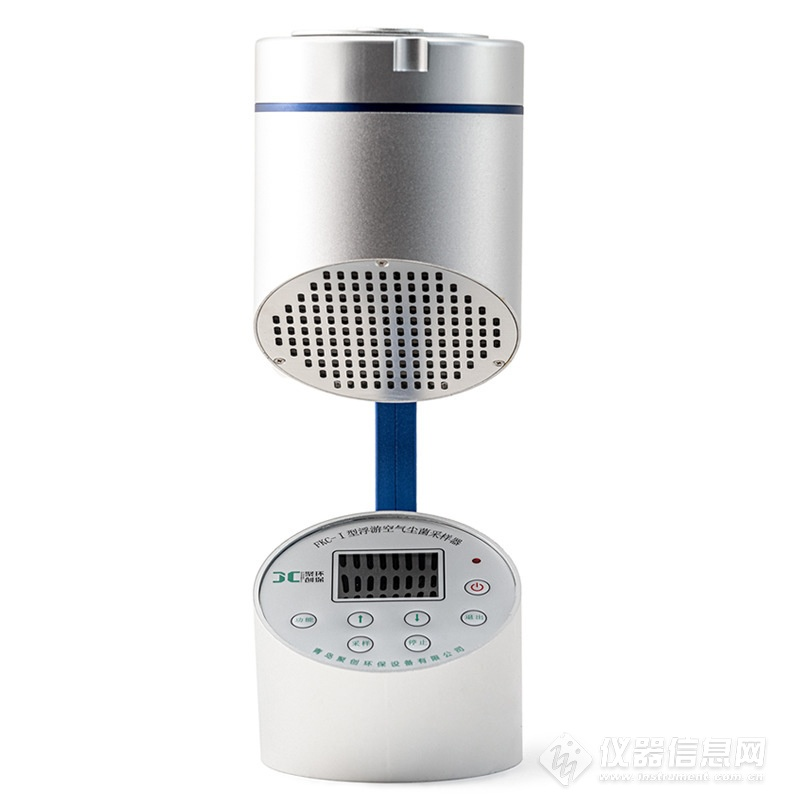 FKC-Ⅰ型浮游空气尘菌采样器
JC 聚创环保
功能
↑
↓
退出
采样
停止
青岛聚创环保设备有限公司
仪器信息网
www.instrument.com.cn